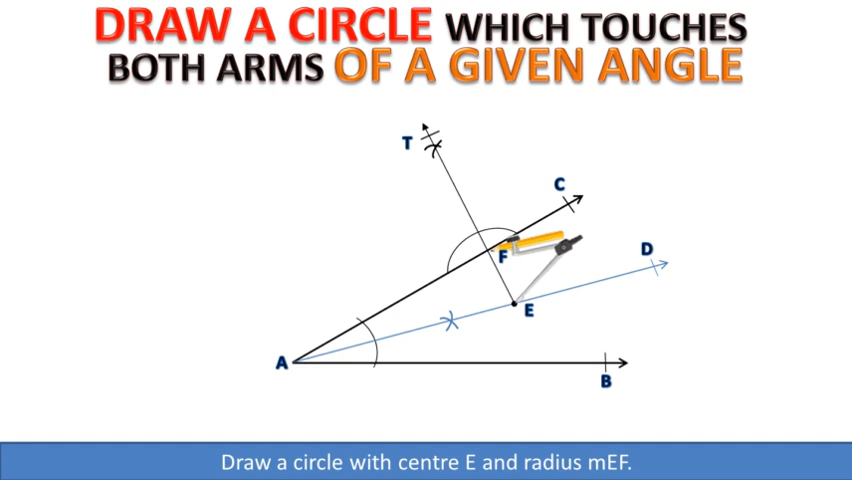 DRAW A CIRCLE WHICH TOUCHES
BOTH ARMS OF A GIVEN ANGLE
T
C
D
F
E
A
B
Draw a circle with centre E and radius mEF.